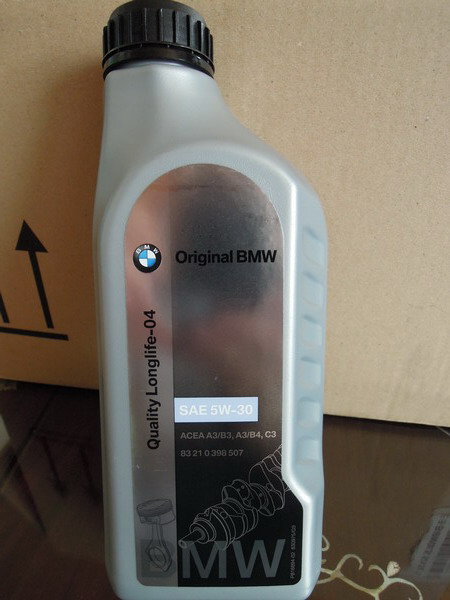 BMW
Original BMW
Quality Longlife-04
SAE 5W-30
ACEA A3/B3, A3/B4, C3
83 21 0 398 507
BMW